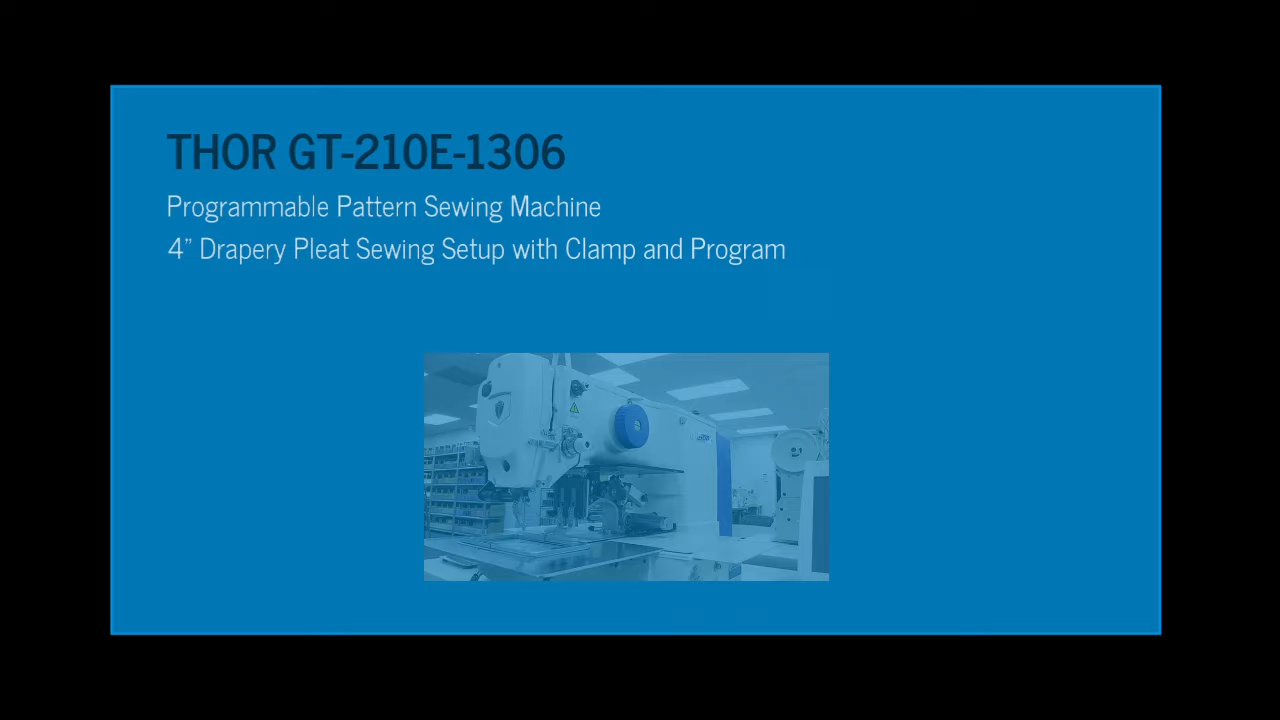 THOR GT-210E-1306
Programmable Pattern Sewing Machine
4” Drapery Pleat Sewing Setup with Clamp and Program